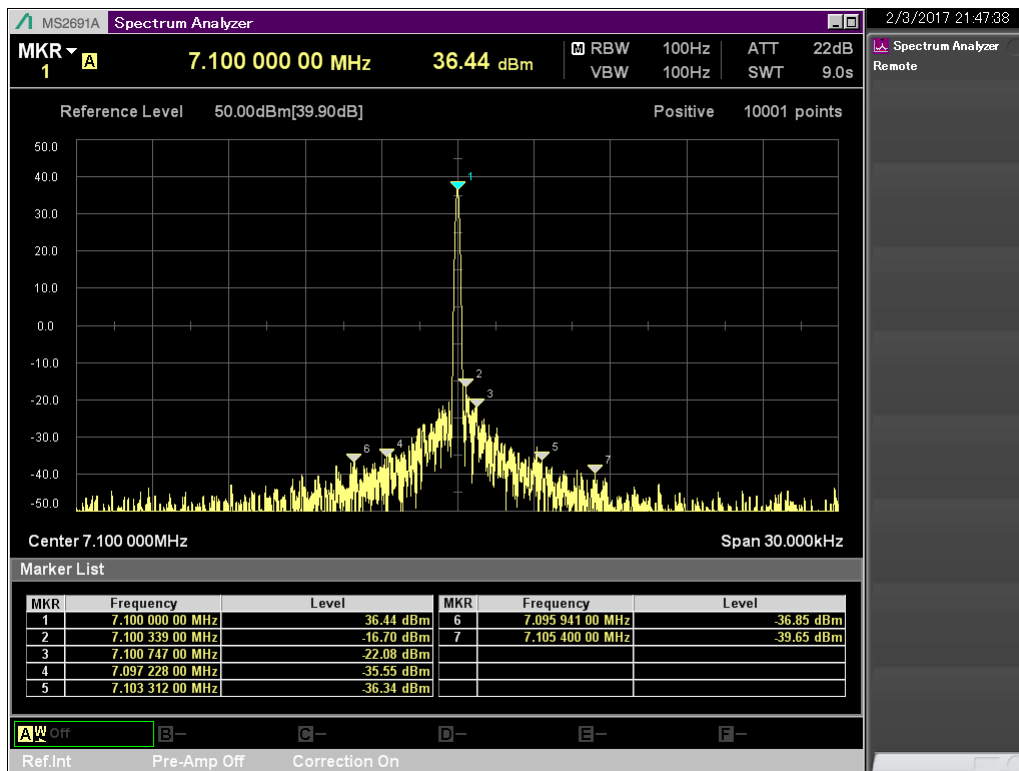 MS2691A Spectrum Analyzer 2/3/2017 21:47:38
MKR 1 A 7.100 000 00 MHz 36.44 dBm M RBW 100Hz ATT 22dB
VBW 100Hz SWT 9.0s
Spectrum Analyzer
Remote
Reference Level 50.00dBm[39.90dB] Positive 10001 points
50.0
40.0
30.0
20.0
10.0
0.0
-10.0
-20.0
-30.0
-40.0
-50.0
1
2
3
6 4 5 7
Center 7.100 000MHz Span 30.000kHz
Marker List
MKR Frequency Level MKR Frequency Level
1 7.100 000 00 MHz 36.44 dBm 6 7.095 941 00 MHz -36.85 dBm
2 7.100 339 00 MHz -16.70 dBm 7 7.105 400 00 MHz -39.65 dBm
3 7.100 747 00 MHz -22.08 dBm
4 7.097 228 00 MHz -35.55 dBm
5 7.103 312 00 MHz -36.34 dBm
A W Off B — C — D — E — F —
Ref.Int Pre-Amp Off Correction On